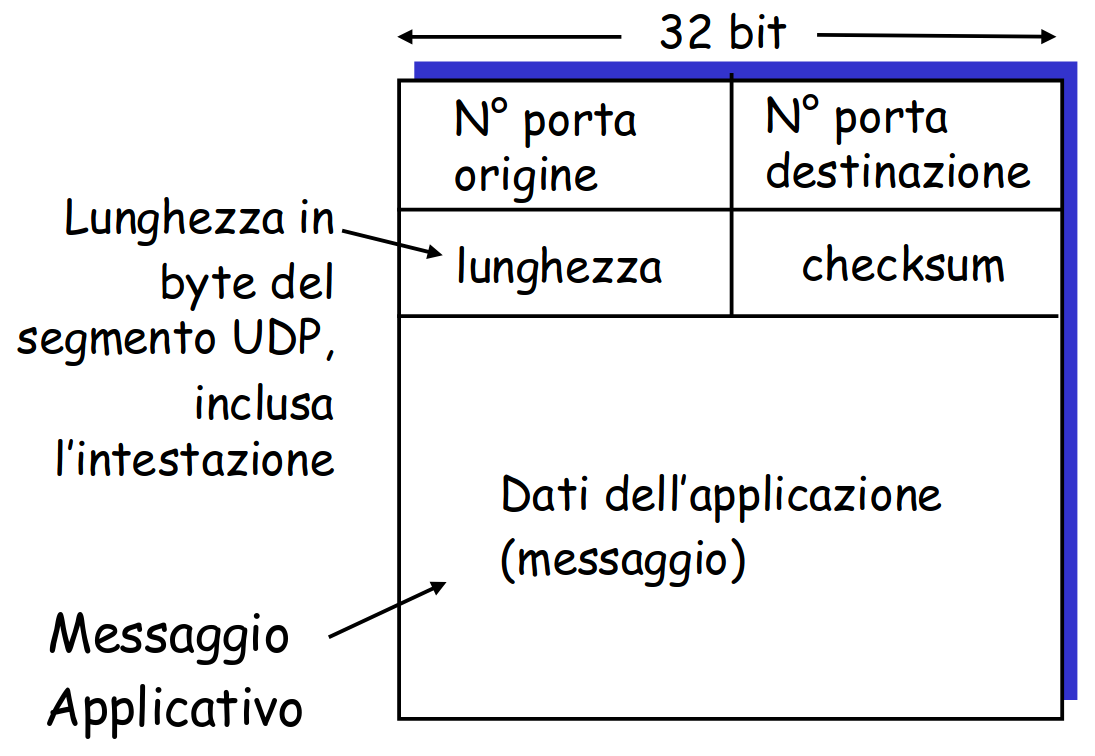 32 bit
N° porta
origine
N° porta
destinazione
Lunghezza in
byte del
segmento UDP,
inclusa
l'intestazione
lunghezza
checksum
Dati dell'applicazione
(messaggio)
Messaggio
Applicativo